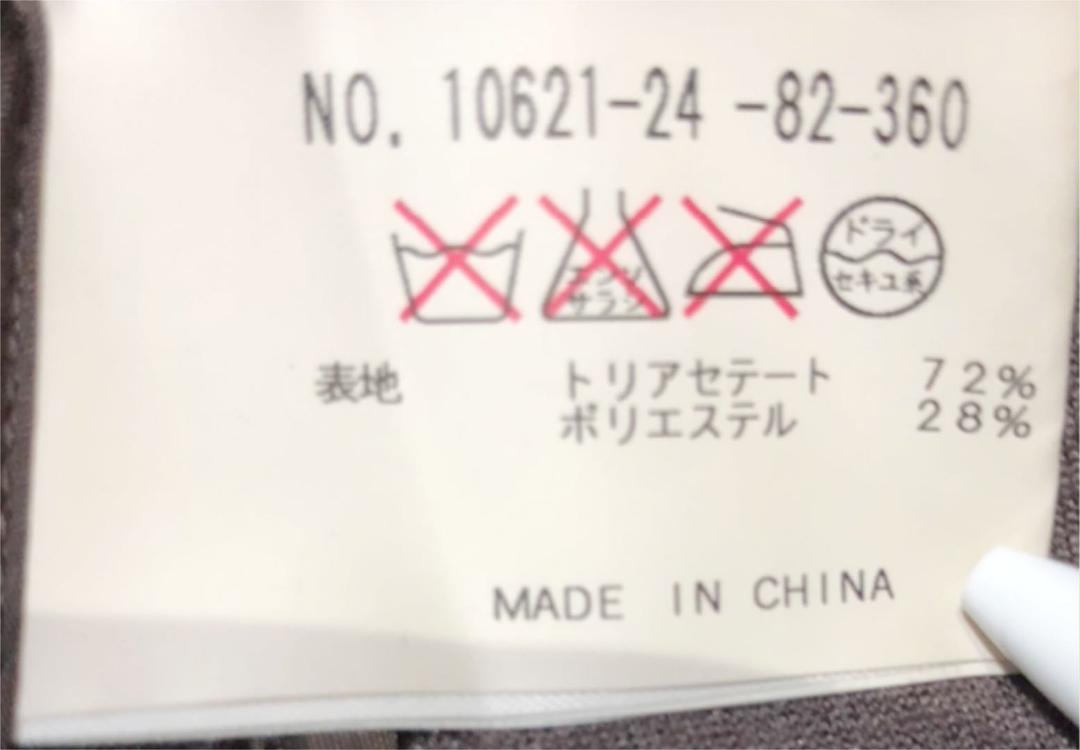 NO. 10621-24 -82-360
エンソ
サラシ
ドライ
セキユ系
表地 トリアセテート 72%
ポリエステル 28%
MADE IN CHINA